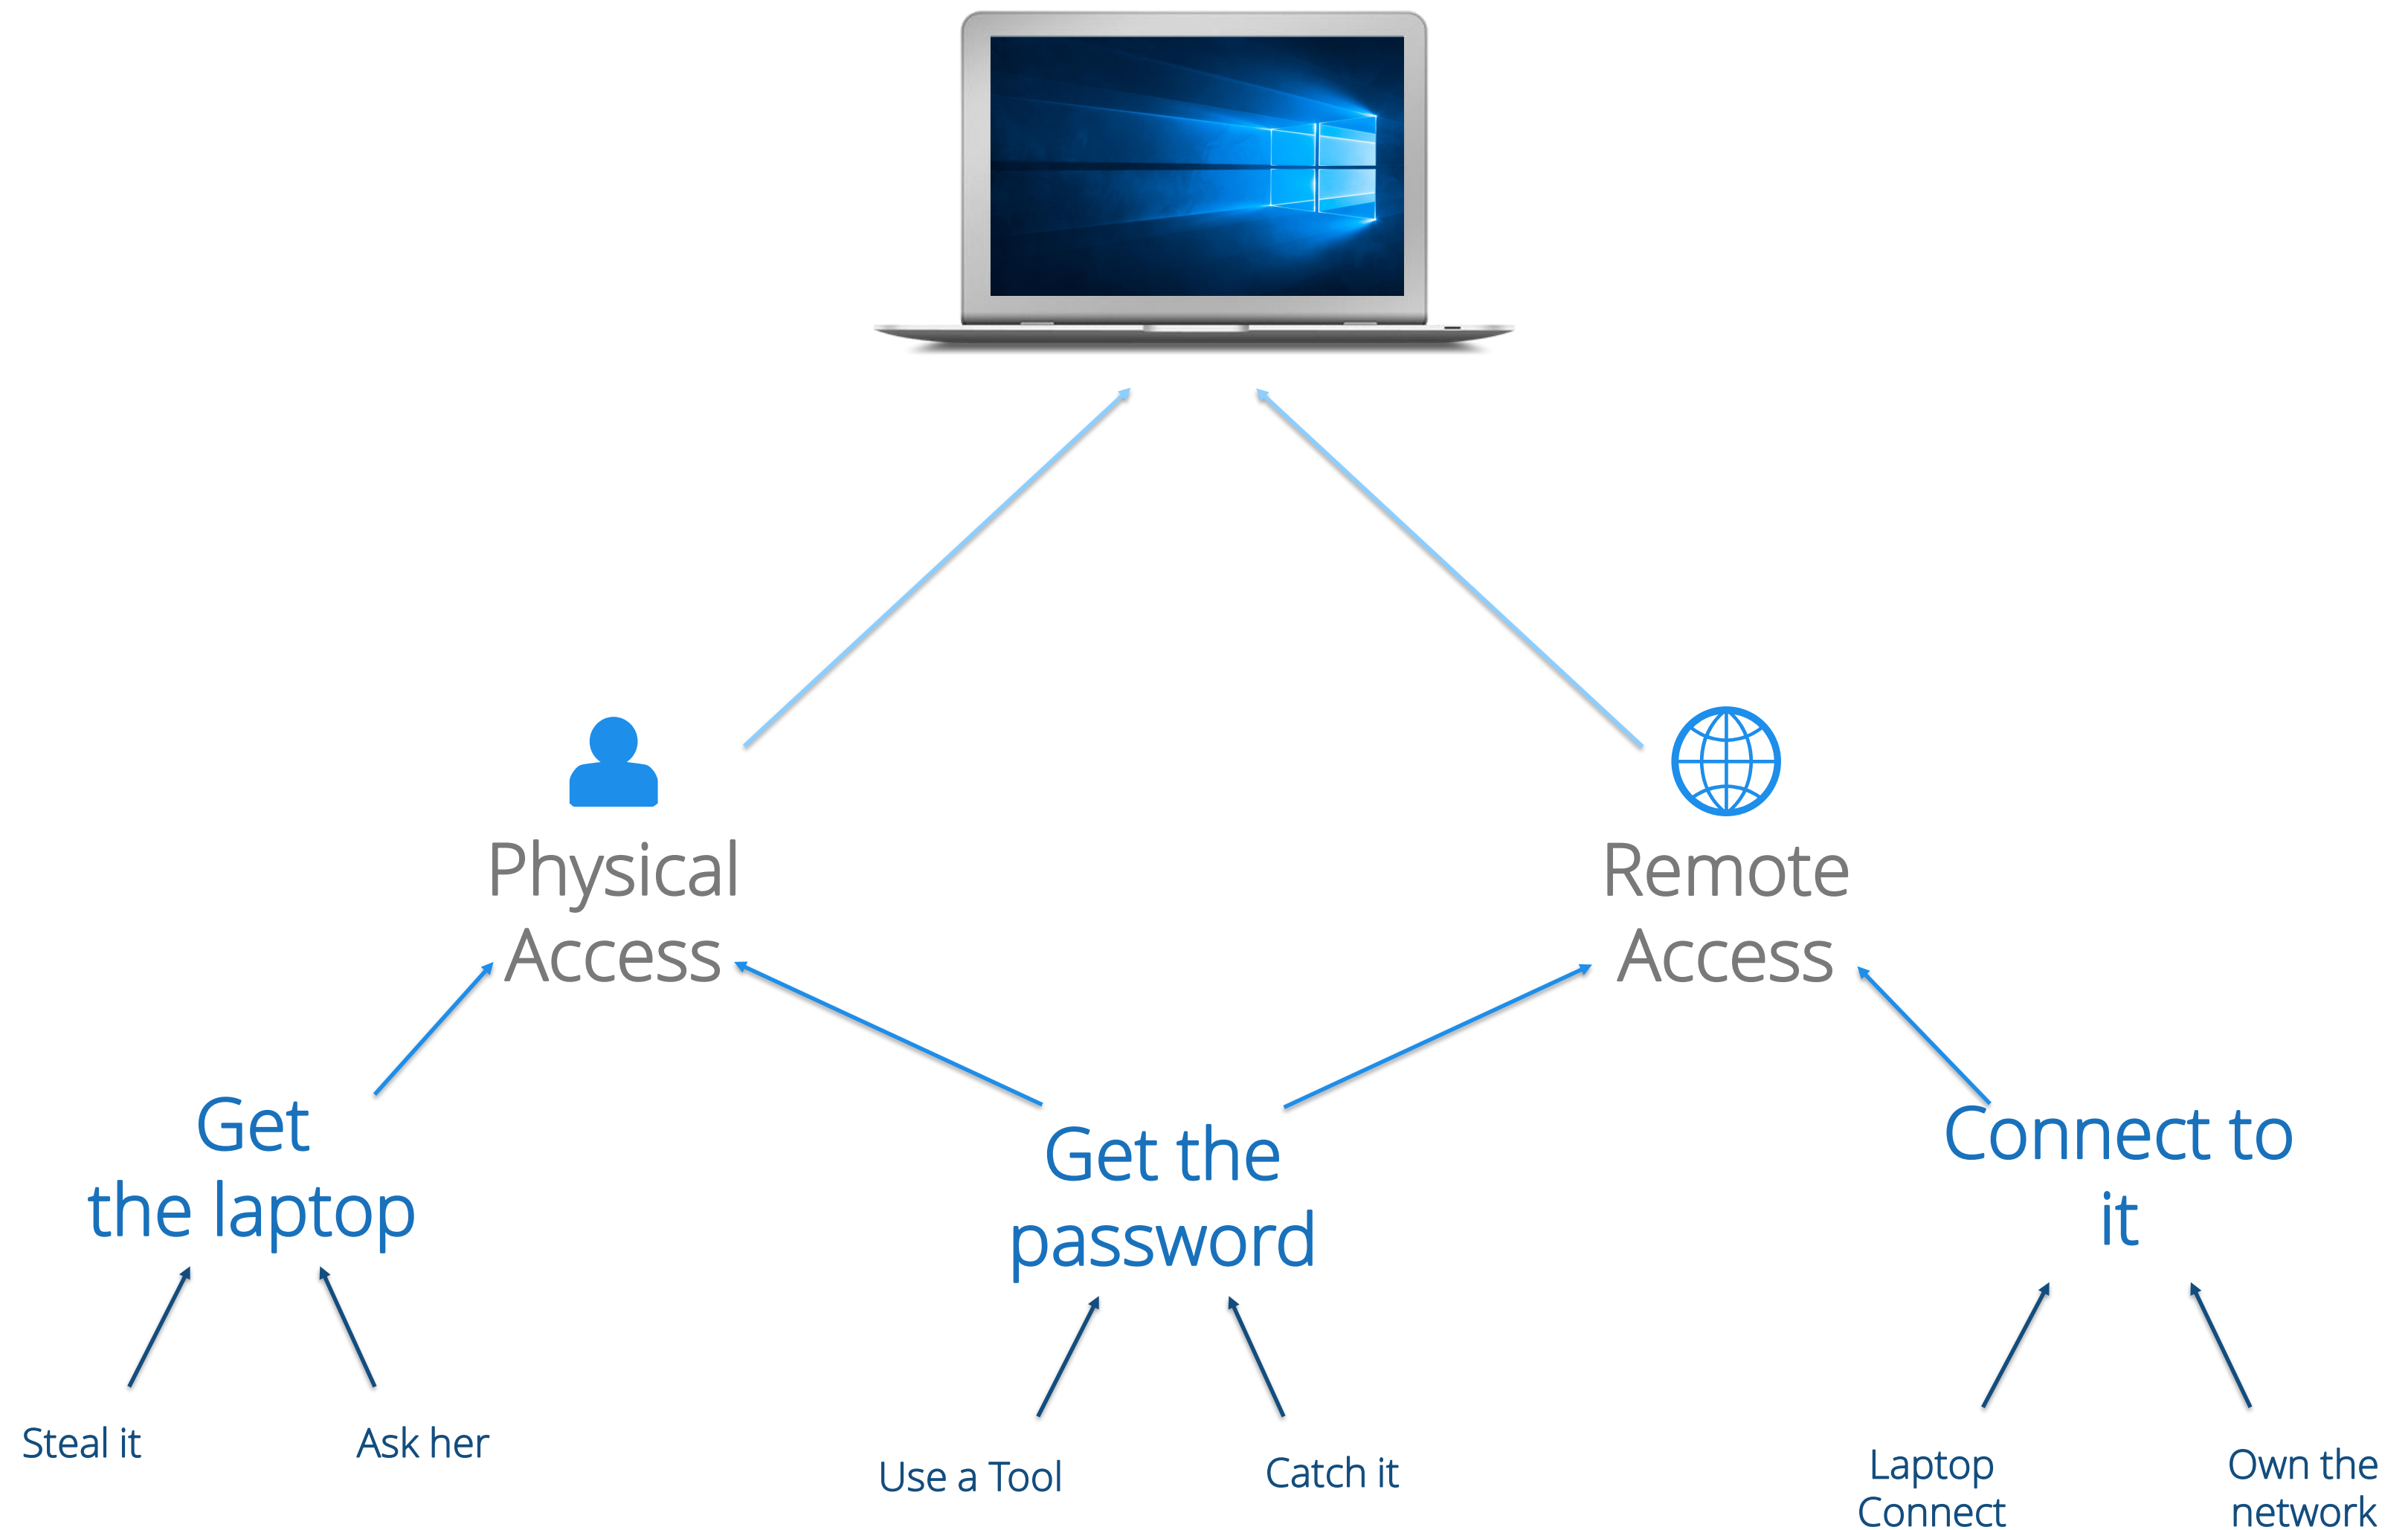 Physical
Access
Remote
Access
Get
the laptop
Get the
password
Connect to
it
Steal it
Ask her
Use a Tool
Catch it
Laptop
Connect
Own the
network